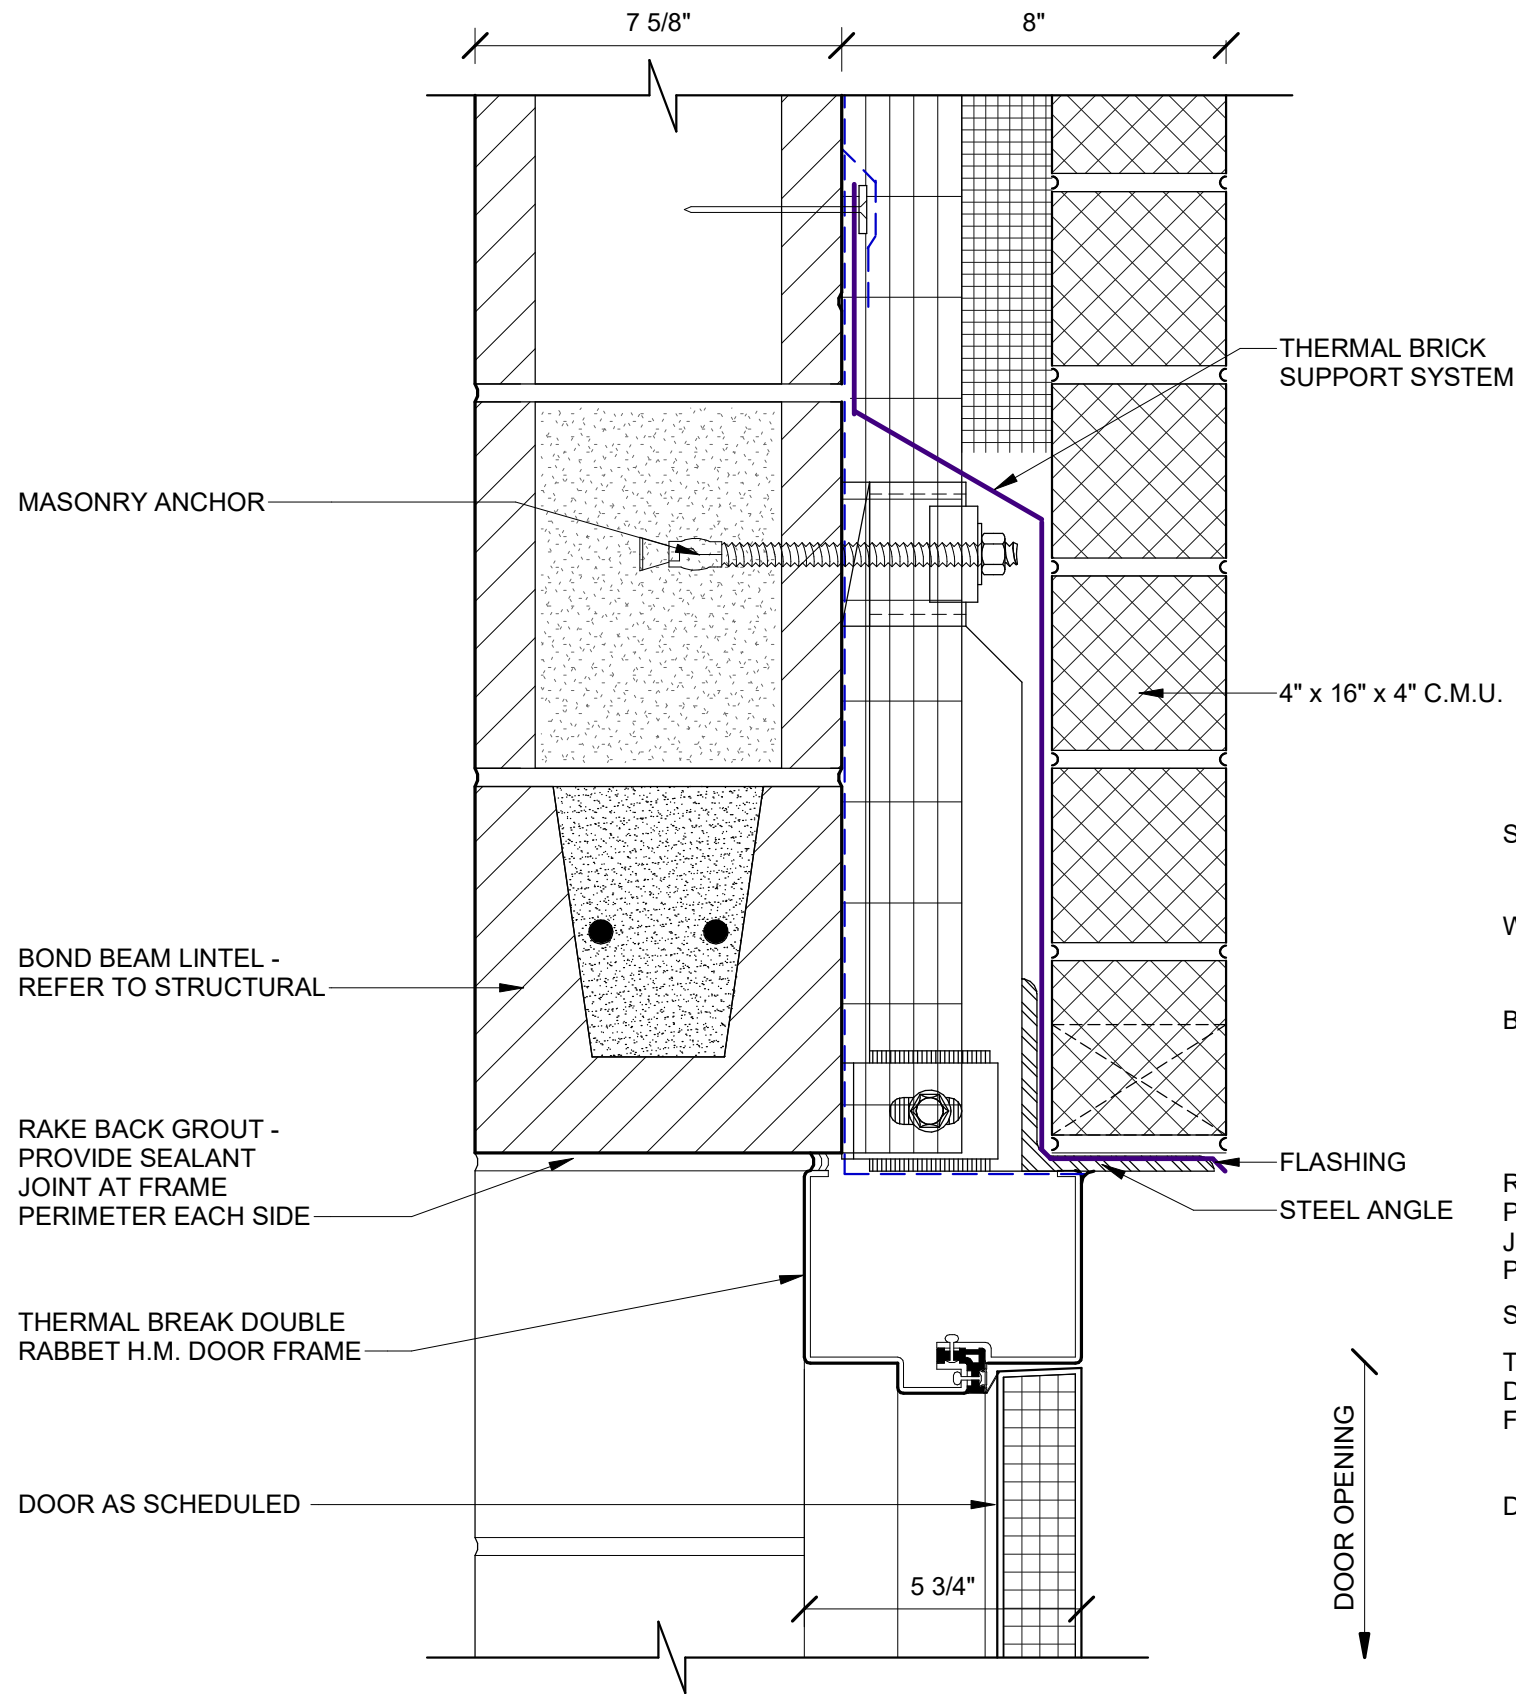 7 5/8"
8"
THERMAL BRICK
SUPPORT SYSTEM
MASONRY ANCHOR
4" x 16" x 4" C.M.U.
S
W
BOND BEAM LINTEL -
REFER TO STRUCTURAL
B
RAKE BACK GROUT -
PROVIDE SEALANT
JOINT AT FRAME
PERIMETER EACH SIDE
FLASHING
STEEL ANGLE
R
P
J
P
THERMAL BREAK DOUBLE
RABBET H.M. DOOR FRAME
S
T
D
F
DOOR AS SCHEDULED
D
DOOR OPENING
5 3/4"